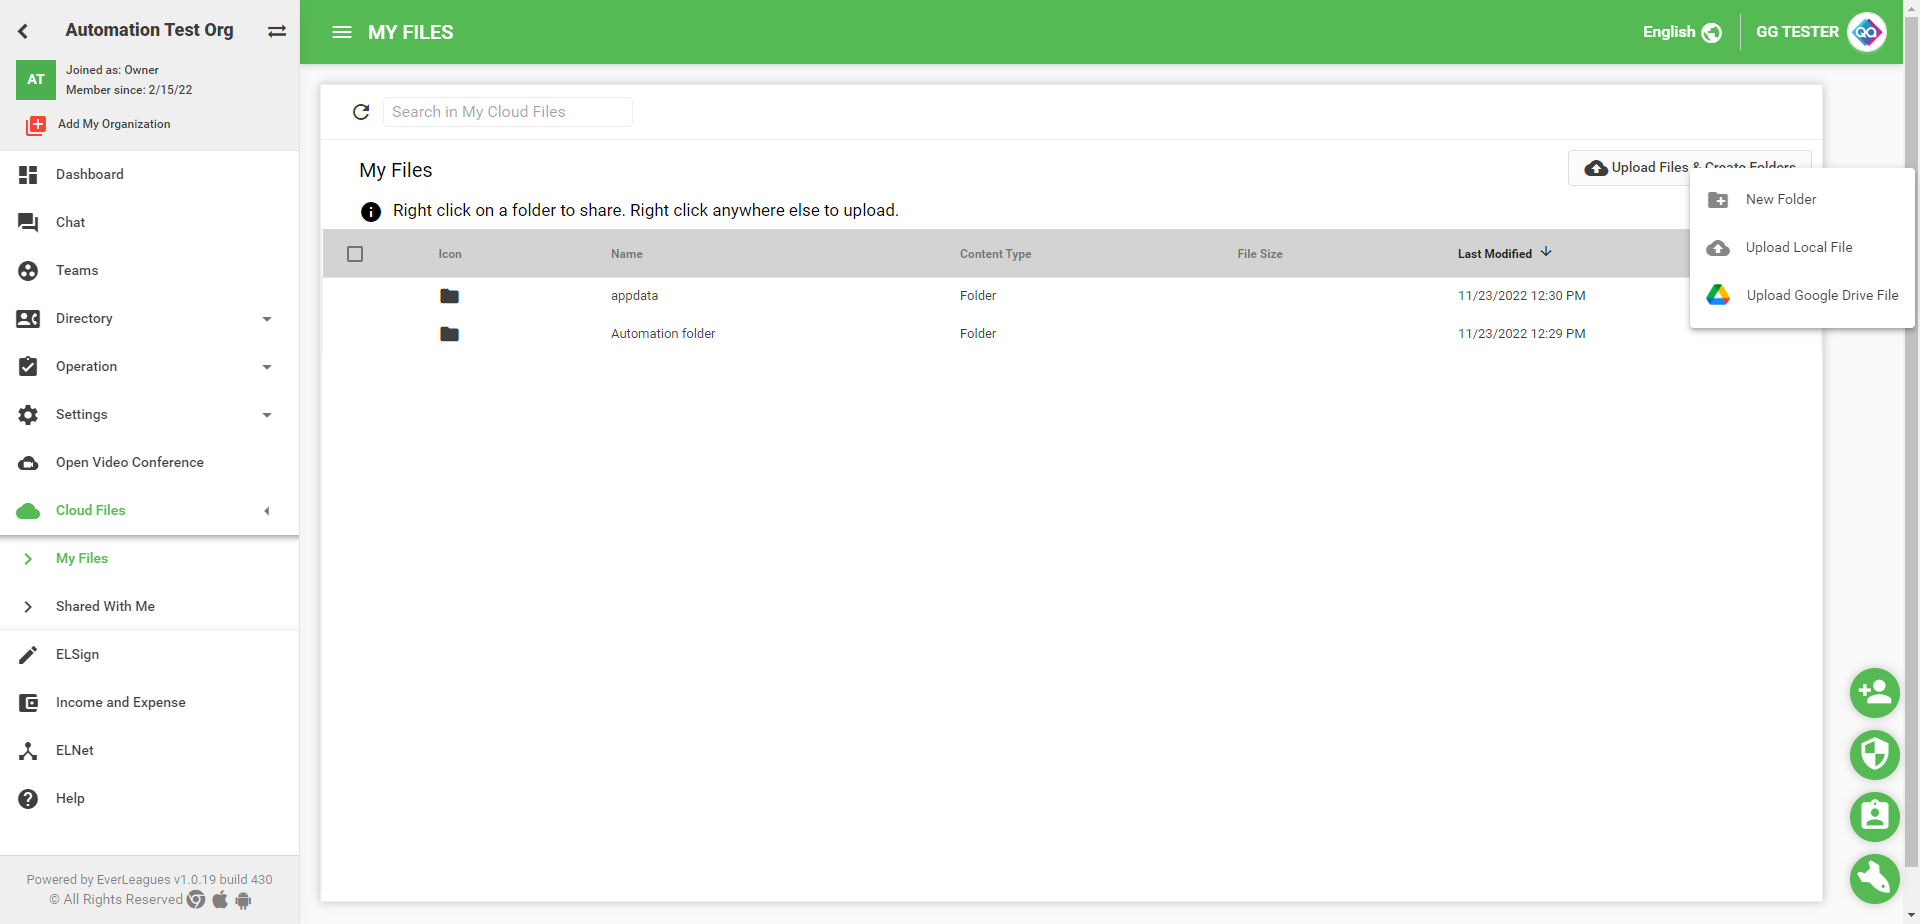 Automation Test Org
AT
Joined as: Owner
Member since: 2/15/22
Add My Organization
Dashboard
Chat
Teams
Directory
Operation
Settings
Open Video Conference
Cloud Files
My Files
Shared With Me
ELSign
Income and Expense
ELNet
Help
Powered by EverLeagues v1.0.19 build 430
© All Rights Reserved
MY FILES
English
GG TESTER
QA
Search in My Cloud Files
My Files
Upload Files & Create Folders
Right click on a folder to share. Right click anywhere else to upload.
New Folder
Upload Local File
Upload Google Drive File
Icon Name Content Type File Size Last Modified
appdata Folder 11/23/2022 12:30 PM
Automation folder Folder 11/23/2022 12:29 PM